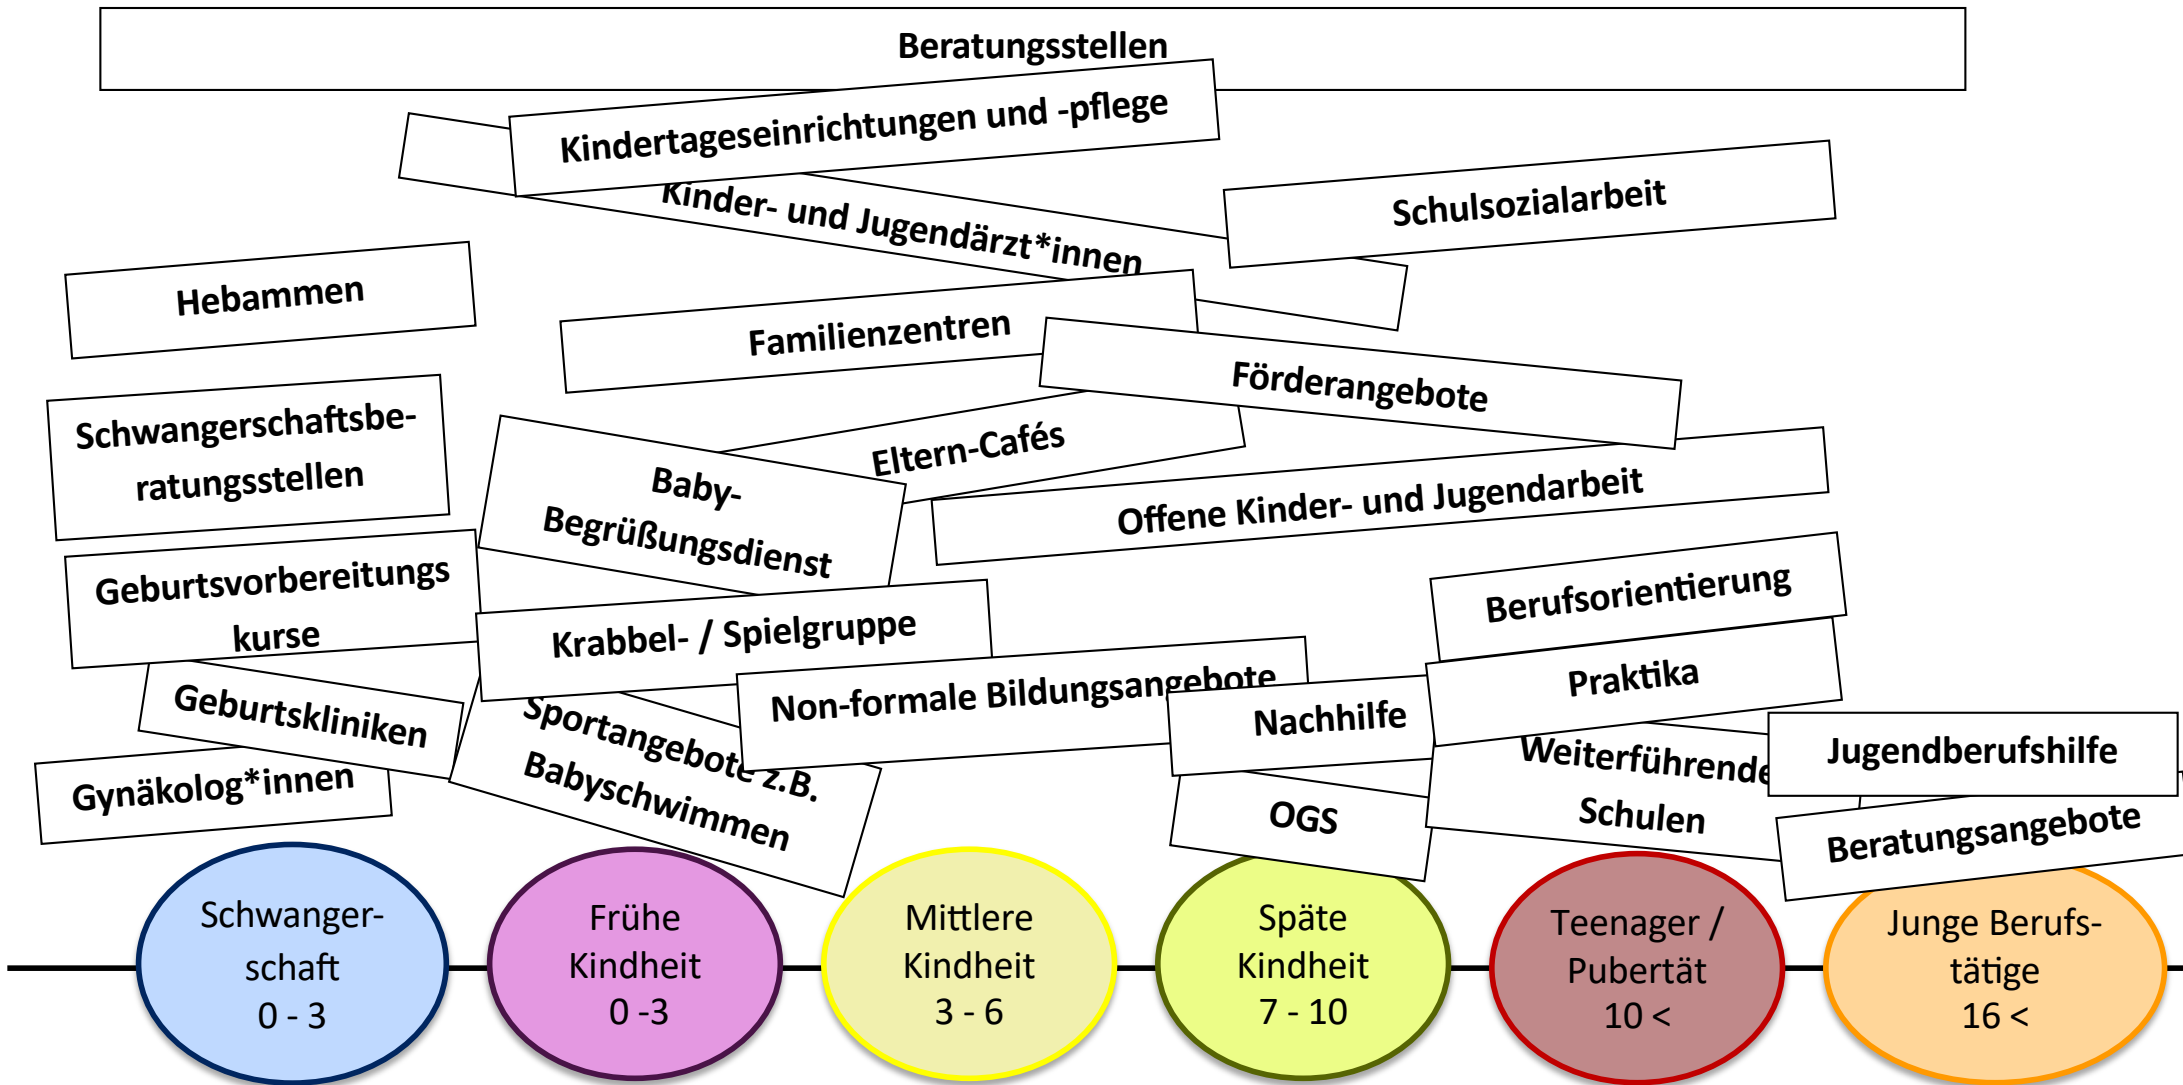 Beratungsstellen
Kindertageseinrichtungen und -pflege
Kinder- und Jugendärzt*innen
Schulsozialarbeit
Hebammen
Familienzentren
Förderangebote
Schwangerschaftsbe-
ratungsstellen
Eltern-Cafés
Baby-
Begrüßungsdienst
Offene Kinder- und Jugendarbeit
Geburtsvorbereitungs
kurse
Krabbel- / Spielgruppe
Berufsorientierung
Non-formale Bildungsangebote
Praktika
Geburtskliniken
Sportangebote z.B.
Babyschwimmen
Nachhilfe
Weiterführende
Schulen
Jugendberufshilfe
Gynäkolog*innen
OGS
Beratungsangebote
Schwanger-
schaft
0 - 3
Frühe
Kindheit
0 -3
Mittlere
Kindheit
3 - 6
Späte
Kindheit
7 - 10
Teenager /
Pubertät
10 <
Junge Berufs-
tätige
16 <